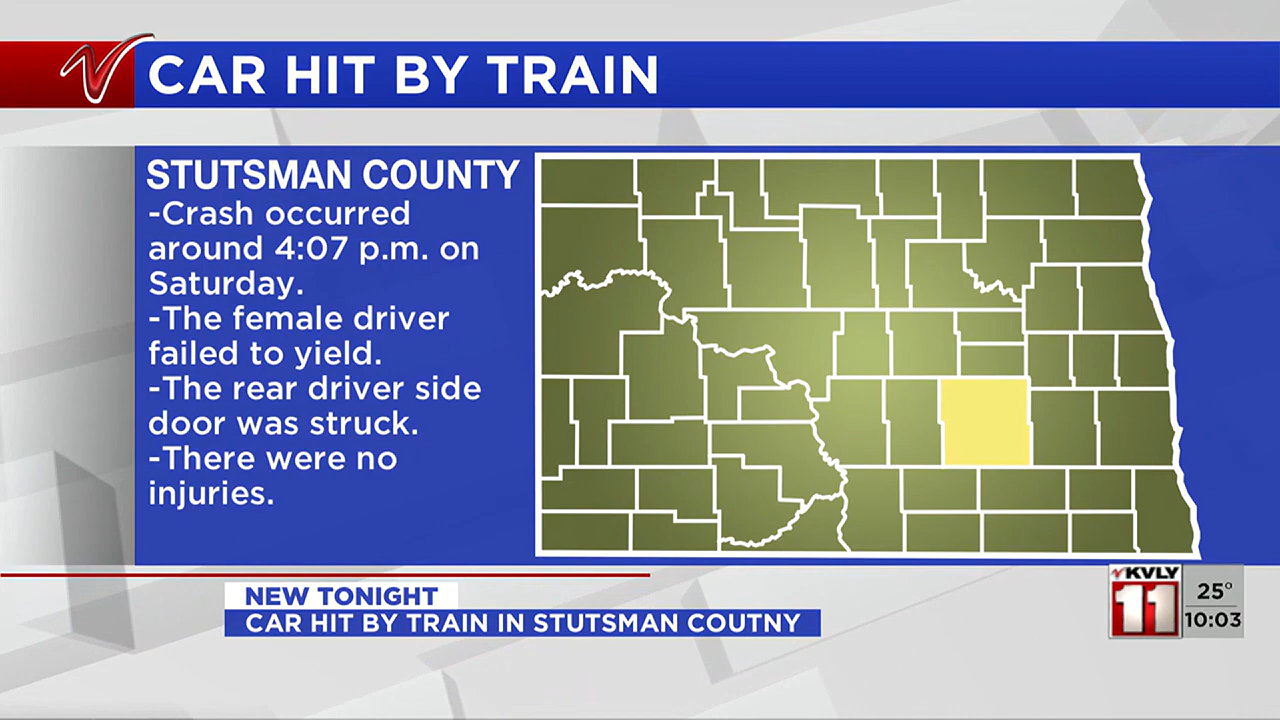 CAR HIT BY TRAIN
STUTSMAN COUNTY
-Crash occurred
around 4:07 p.m. on
Saturday.
-The female driver
failed to yield.
-The rear driver side
door was struck.
-There were no
injuries.
NEW TONIGHT
CAR HIT BY TRAIN IN STUTSMAN COUTNY
KVLY
11
25°
10:03